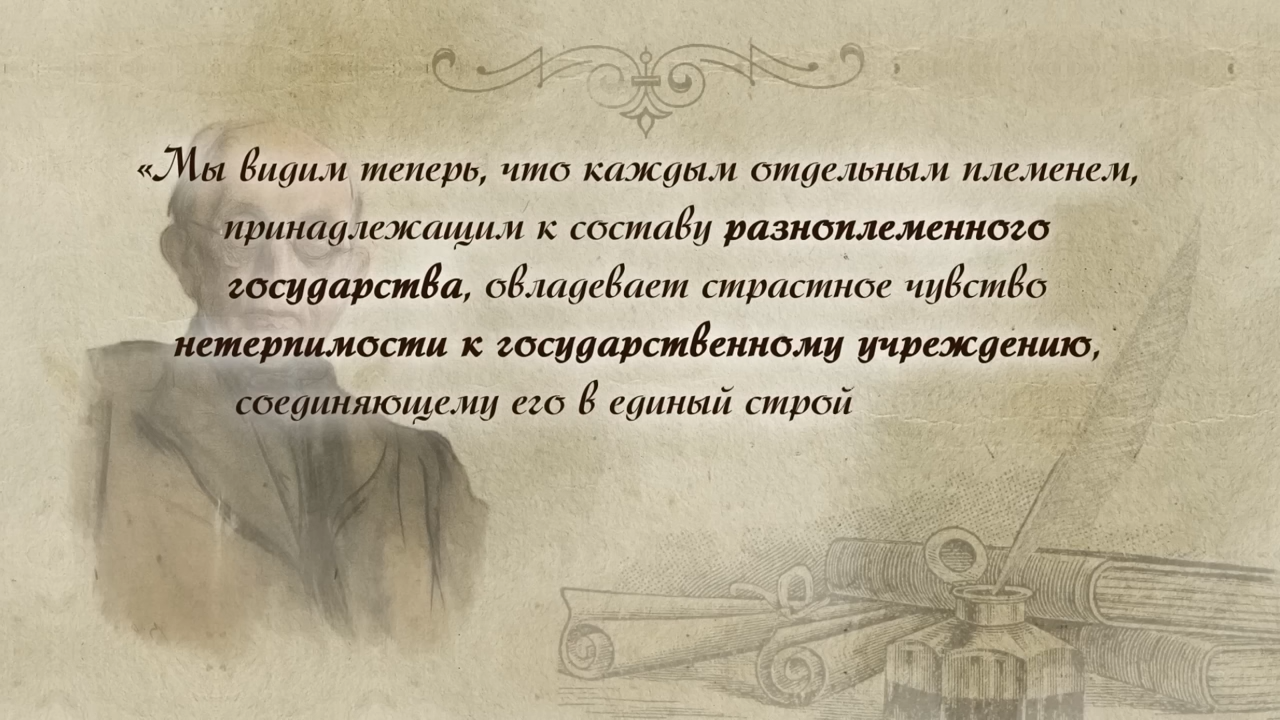 «Мы видим теперь, что каждым отдельным племенем,
принадлежащим к составу разноплеменного
государства, овладевает страстное чувство
нетерпимости к государственному учреждению,
соединяющему его в единый строй